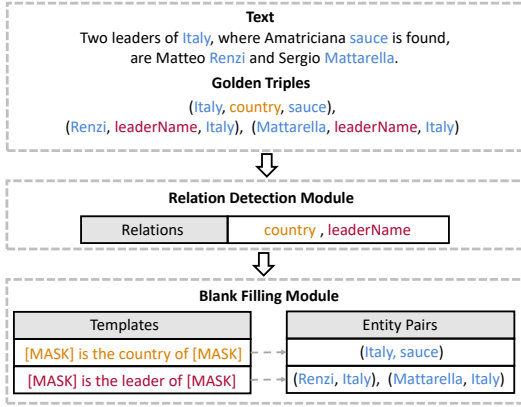 Text
Two leaders of Italy, where Amatriciana sauce is found,
are Matteo Renzi and Sergio Mattarella.
Golden Triples
(Italy, country, sauce),
(Renzi, leaderName, Italy), (Mattarella, leaderName, Italy)
Relation Detection Module
Relations country , leaderName
Blank Filling Module
Templates Entity Pairs
[MASK] is the country of [MASK] (Italy, sauce)
[MASK] is the leader of [MASK] (Renzi, Italy), (Mattarella, Italy)